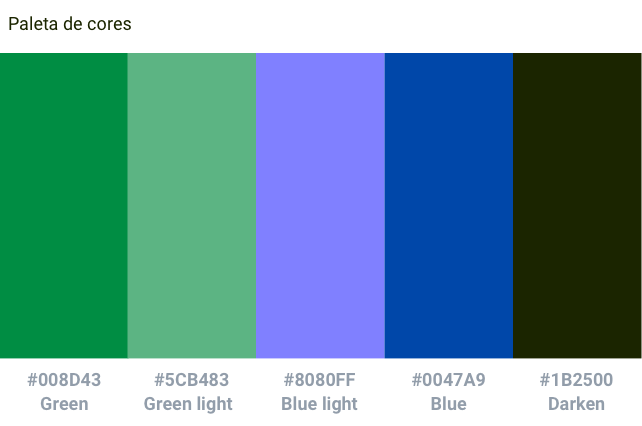 Paleta de cores
#008D43 #5CB483 #8080FF #0047A9 #1B2500
Green Green light Blue light Blue Darken